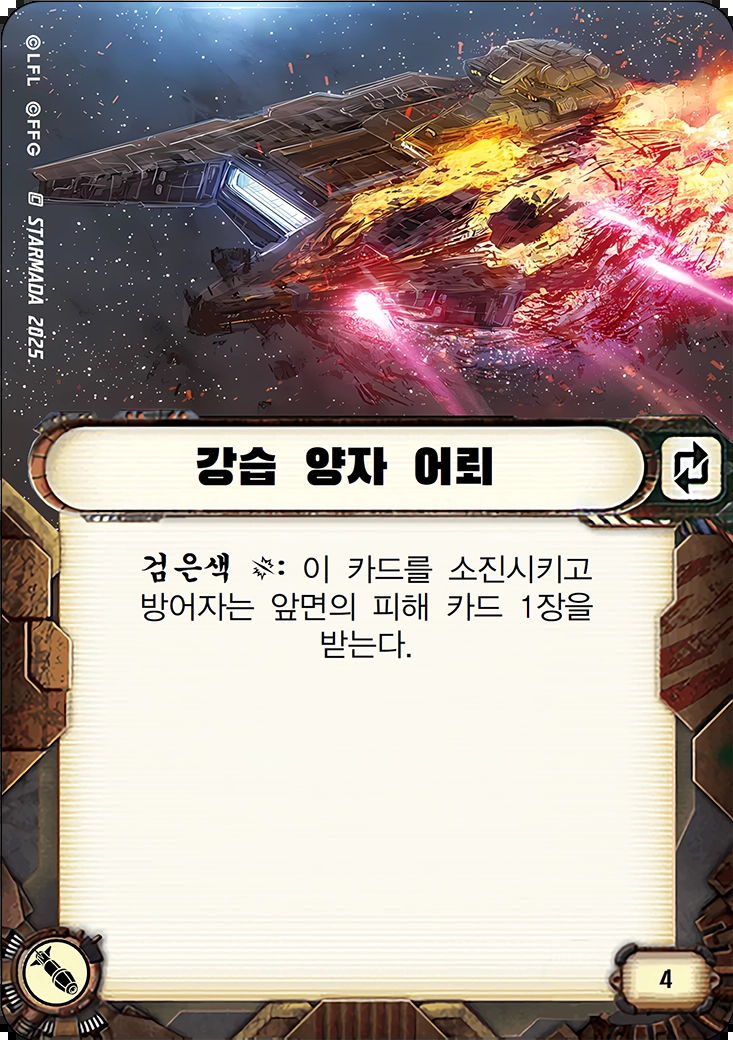 ©LFL ©FFG
STARMADA 2025.
강습 양자 어뢰
검은색 : 이 카드를 소진시키고
방어자는 앞면의 피해 카드 1장을
받는다.
4